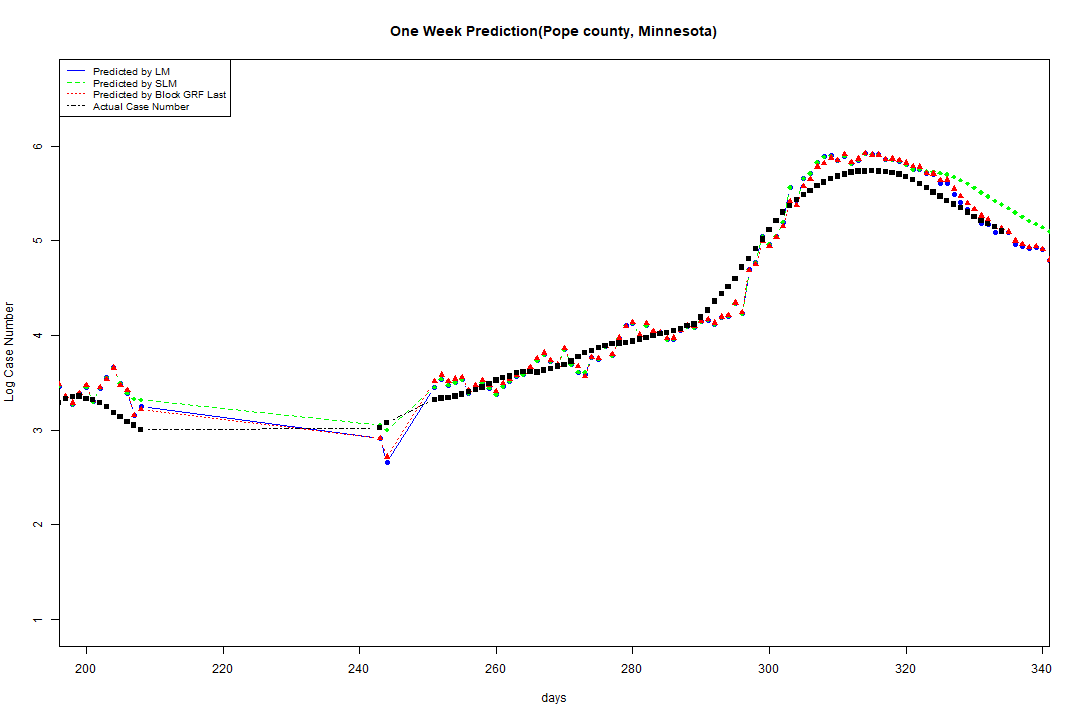 One Week Prediction(Pope county, Minnesota)
Predicted by LM
Predicted by SLM
Predicted by Block GRF Last
Actual Case Number
Log Case Number
6
5
4
3
2
1
200 220 240 260 280 300 320 340
days